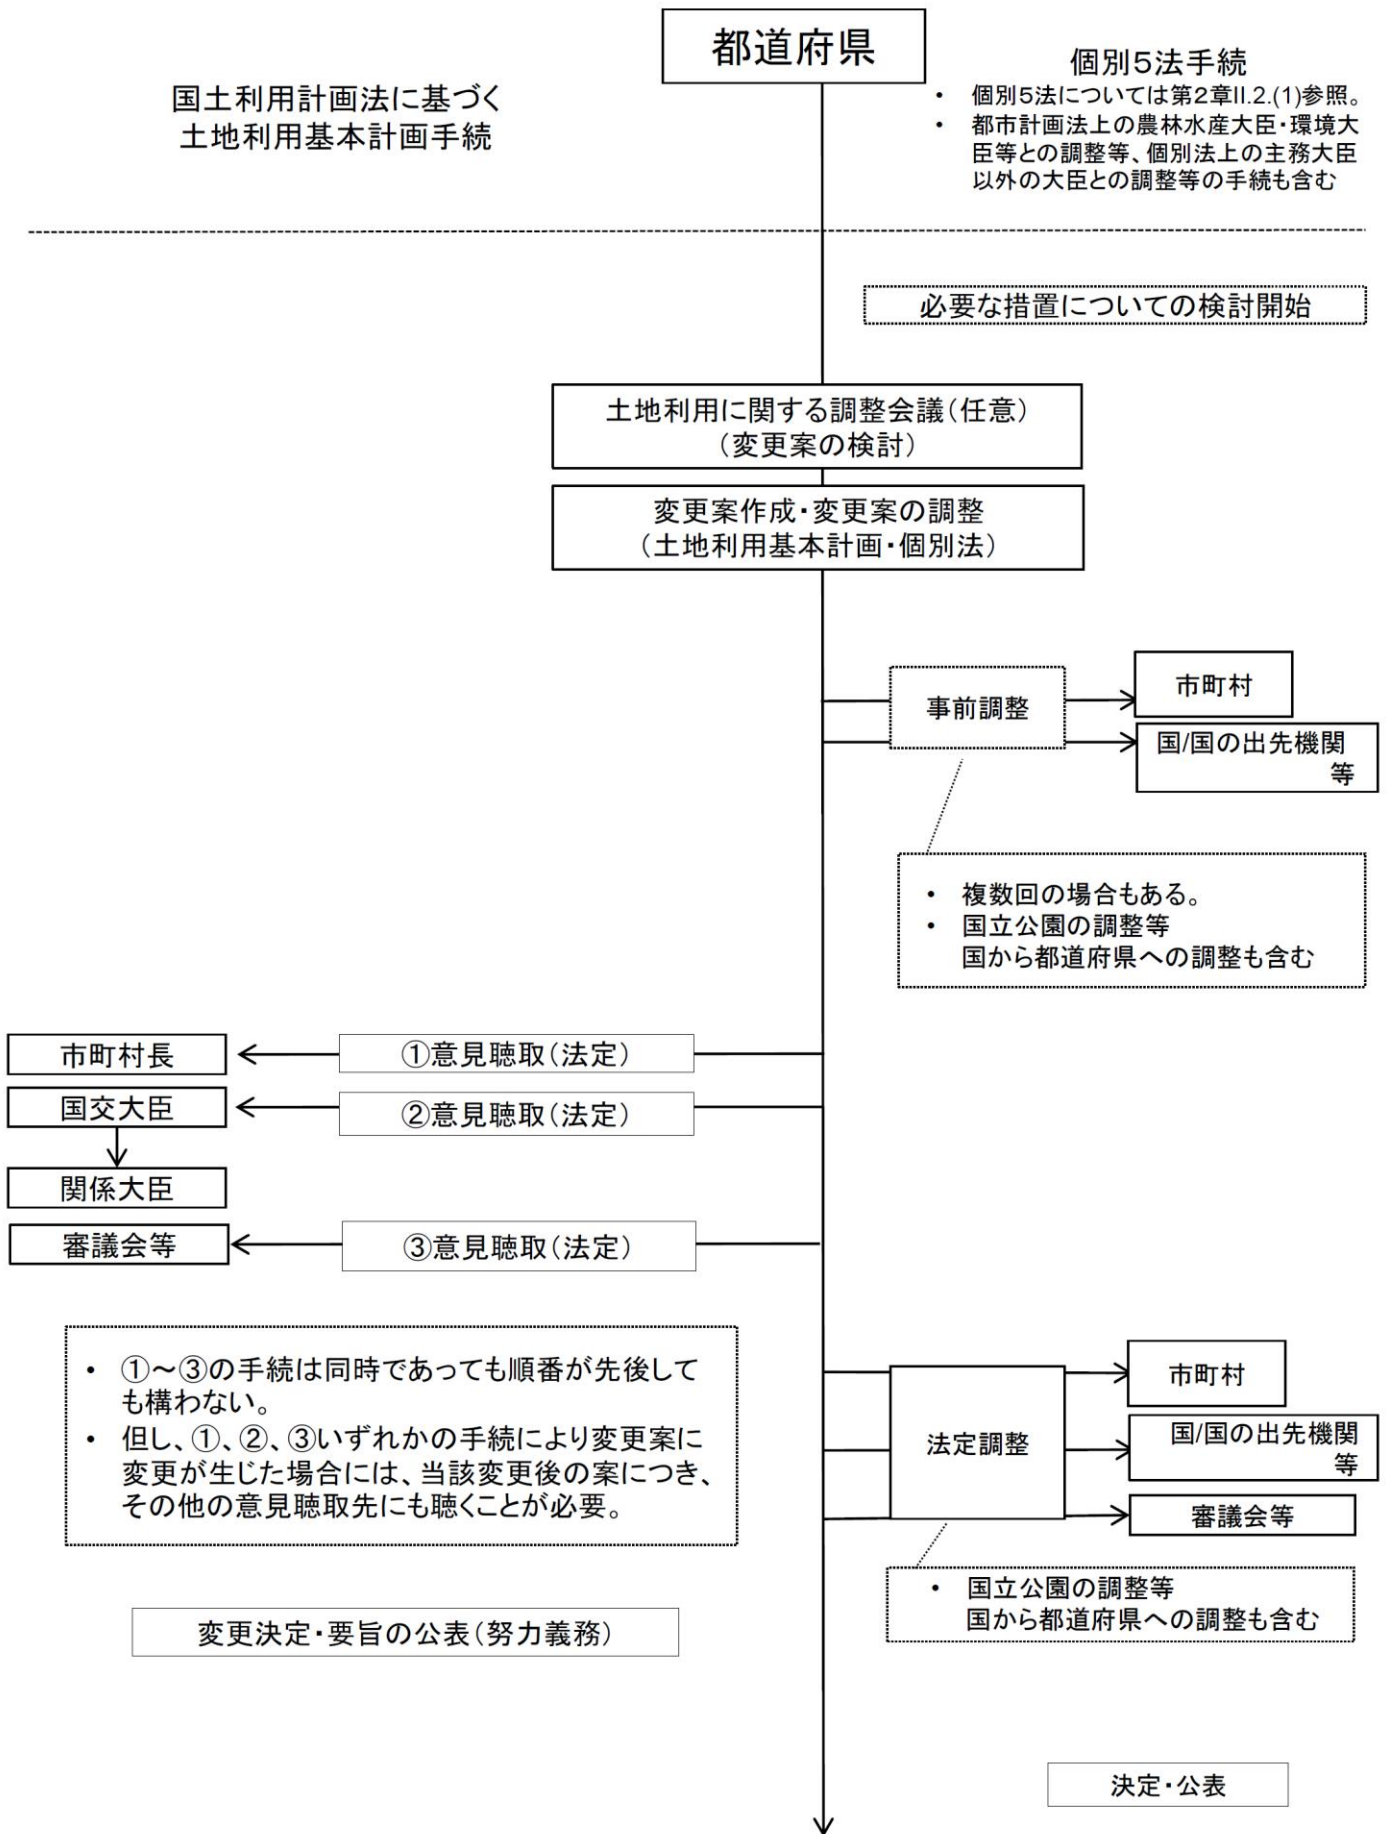 都道府県
国土利用計画法に基づく
土地利用基本計画手続
個別5法手続
• 個別5法については第2章II.2.(1)参照。
• 都市計画法上の農林水産大臣・環境大
臣等との調整等、個別法上の主務大臣
以外の大臣との調整等の手続も含む
必要な措置についての検討開始
土地利用に関する調整会議(任意)
(変更案の検討)
変更案作成・変更案の調整
(土地利用基本計画・個別法)
事前調整
市町村
国/国の出先機関
等
• 複数回の場合もある。
• 国立公園の調整等
国から都道府県への調整も含む
市町村長
①意見聴取(法定)
国交大臣
②意見聴取(法定)
関係大臣
審議会等
③意見聴取(法定)
• ①～③の手続は同時であっても順番が先後して
も構わない。
• 但し、①、②、③いずれかの手続により変更案に
変更が生じた場合には、当該変更後の案につき、
その他の意見聴取先にも聴くことが必要。
法定調整
市町村
国/国の出先機関
等
審議会等
• 国立公園の調整等
国から都道府県への調整も含む
変更決定・要旨の公表(努力義務)
決定・公表